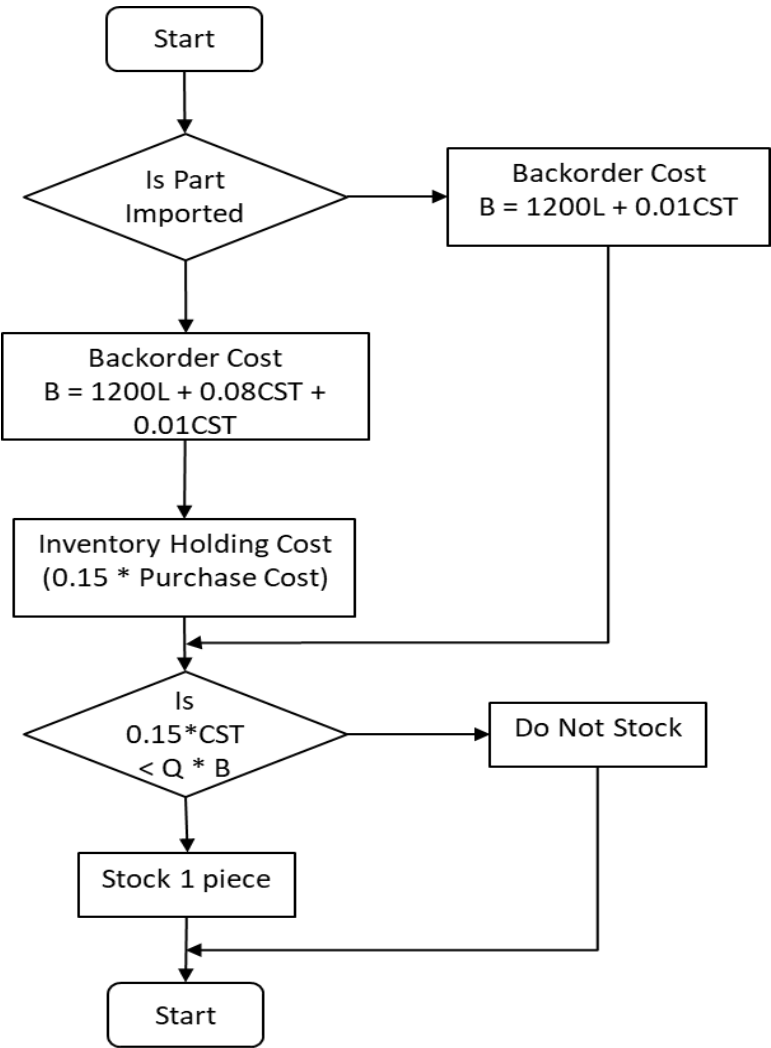 Start
Is Part
Imported
Backorder Cost
B = 1200L + 0.01CST
Backorder Cost
B = 1200L + 0.08CST +
0.01CST
Inventory Holding Cost
(0.15 * Purchase Cost)
Is
0.15*CST
< Q * B
Do Not Stock
Stock 1 piece
Start